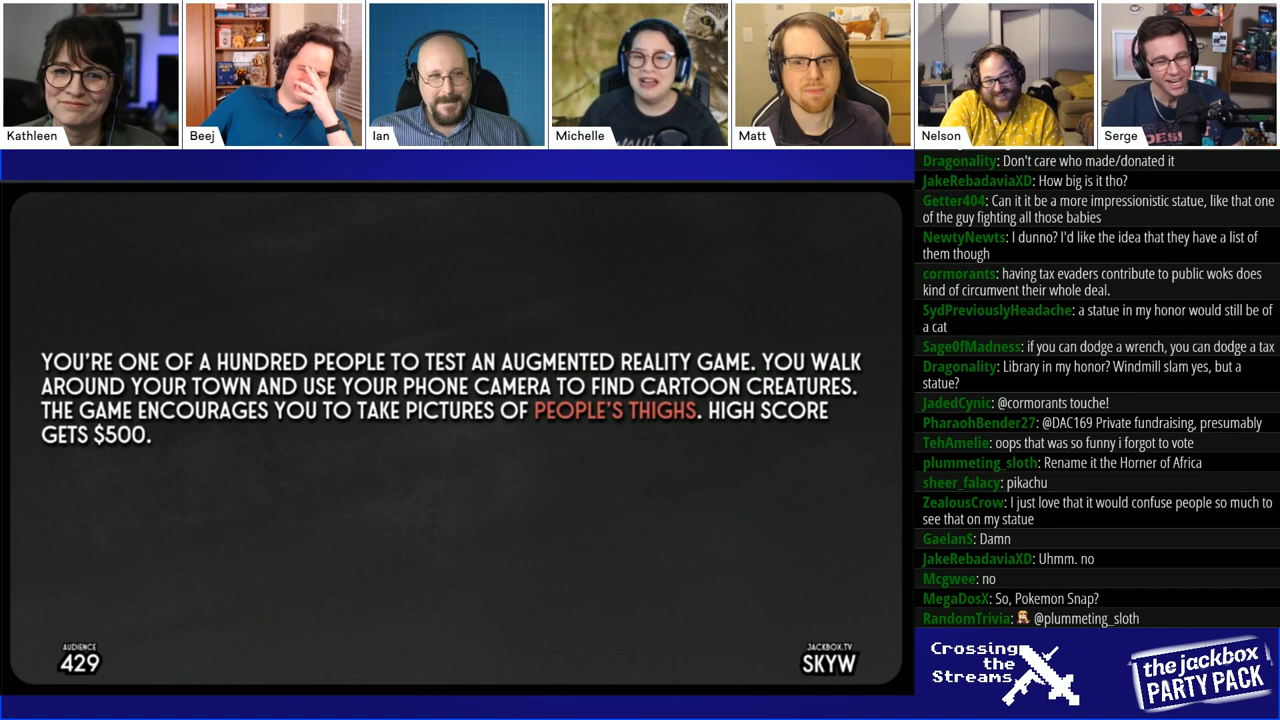 Kathleen
Beej
Ian
Michelle
Matt
Nelson
Serge
YOU'RE ONE OF A HUNDRED PEOPLE TO TEST AN AUGMENTED REALITY GAME. YOU WALK
AROUND YOUR TOWN AND USE YOUR PHONE CAMERA TO FIND CARTOON CREATURES.
THE GAME ENCOURAGES YOU TO TAKE PICTURES OF PEOPLE'S THIGHS. HIGH SCORE
GETS $500.
AUDIENCE
429
JACKBOX.TV
SKYW
Dragonality: Don't care who made/donated it
JakeRebadaviaXD: How big is it tho?
Getter404: Can it it be a more impressionistic statue, like that one
of the guy fighting all those babies
NewtyNewts: I dunno? I'd like the idea that they have a list of
them though
cormorants: having tax evaders contribute to public woks does
kind of circumvent their whole deal.
SydPreviouslyHeadache: a statue in my honor would still be of
a cat
Sage0fMadness: if you can dodge a wrench, you can dodge a tax
Dragonality: Library in my honor? Windmill slam yes, but a
statue?
JadedCynic: @cormorants touche!
PharaohBender27: @DAC169 Private fundraising, presumably
TehAmelie: oops that was so funny i forgot to vote
plummeting_sloth: Rename it the Horner of Africa
sheer_falacy: pikachu
ZealousCrow: I just love that it would confuse people so much to
see that on my statue
GaelanS: Damn
JakeRebadaviaXD: Uhmm. no
Mcgwee: no
MegaDosX: So, Pokemon Snap?
RandomTrivia: @plummeting_sloth
Crossing
the
Streams
the jackbox
PARTY PACK